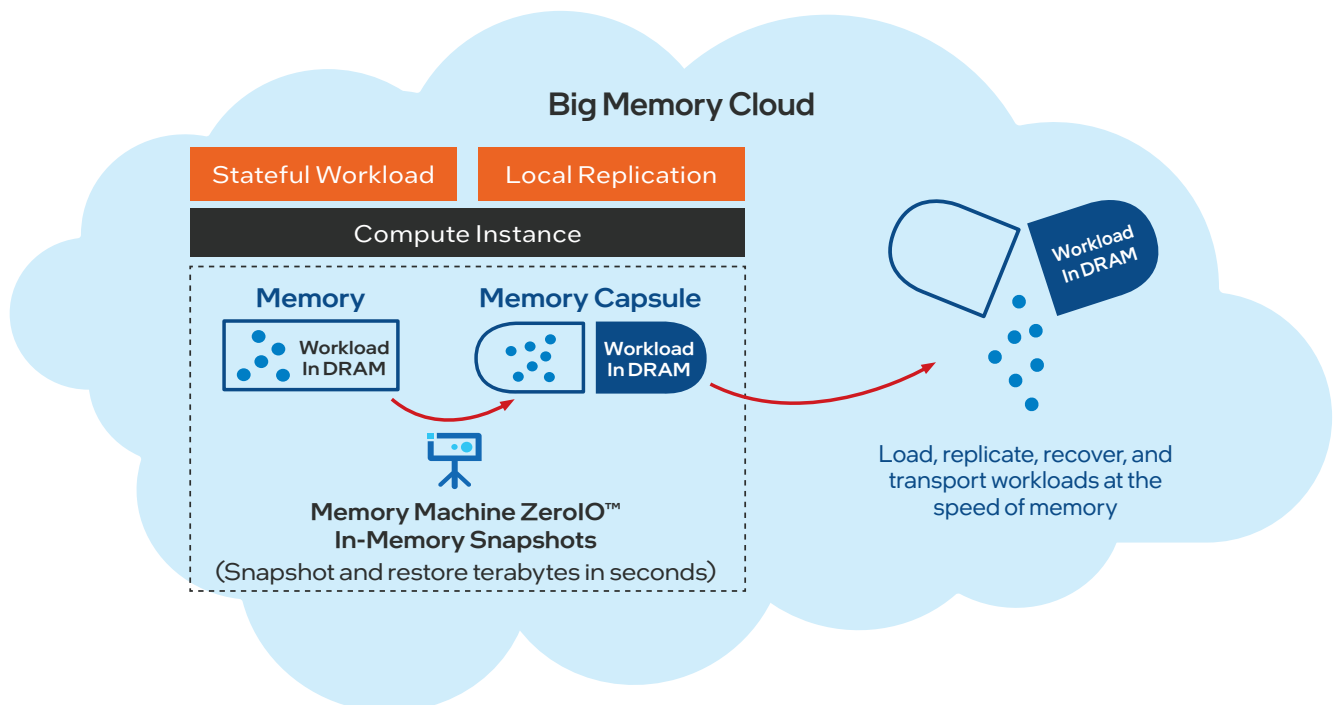 Big Memory Cloud
Stateful Workload
Local Replication
Compute Instance
Memory
Workload
In DRAM
Memory Capsule
Workload
In DRAM
Memory Machine ZeroIO™
In-Memory Snapshots
(Snapshot and restore terabytes in seconds)
Workload
In DRAM
Load, replicate, recover, and
transport workloads at the
speed of memory